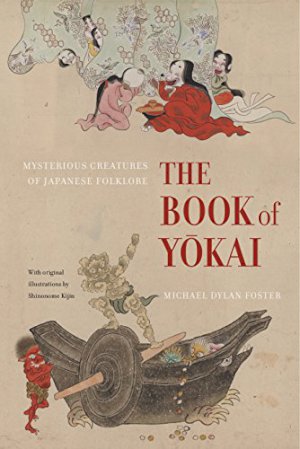 MYSTERIOUS CREATURES
OF JAPANESE FOLKLORE
THE
BOOK of
YŌKAI
With original
illustrations by
Shinonome Kijin
MICHAEL DYLAN FOSTER